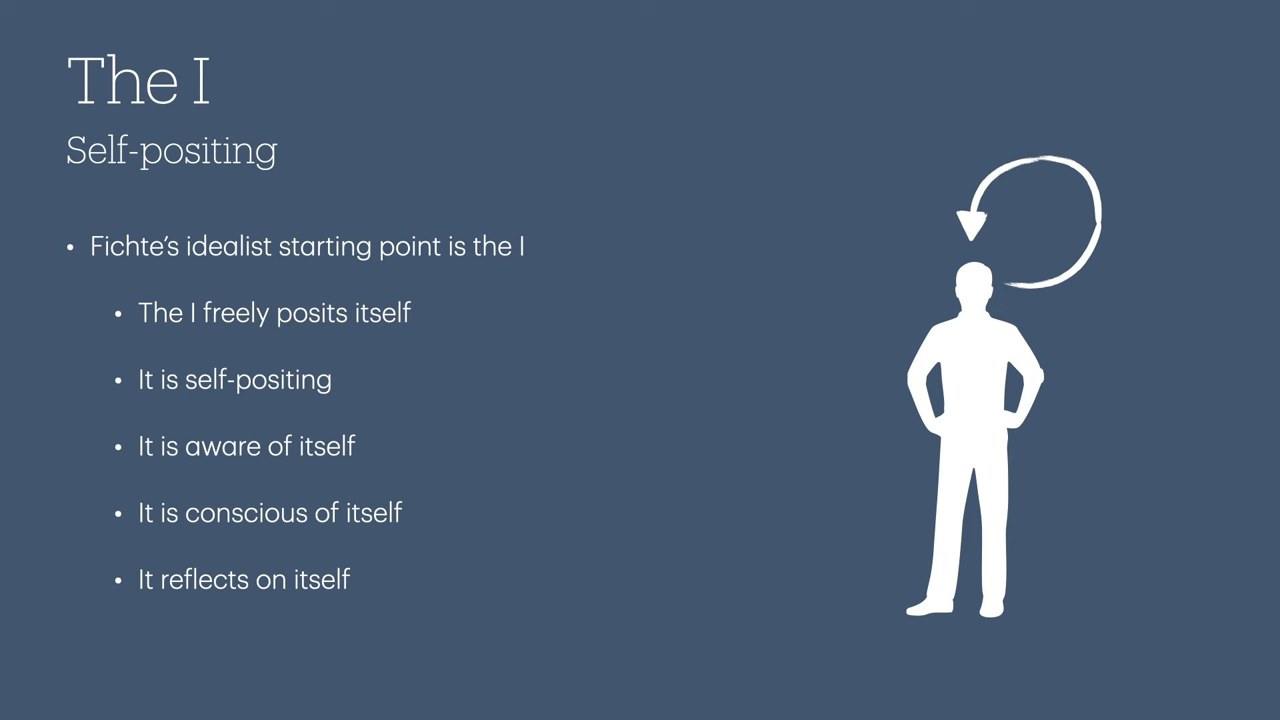 The I
Self-positing
• Fichte’s idealist starting point is the I
• The I freely posits itself
• It is self-positing
• It is aware of itself
• It is conscious of itself
• It reflects on itself